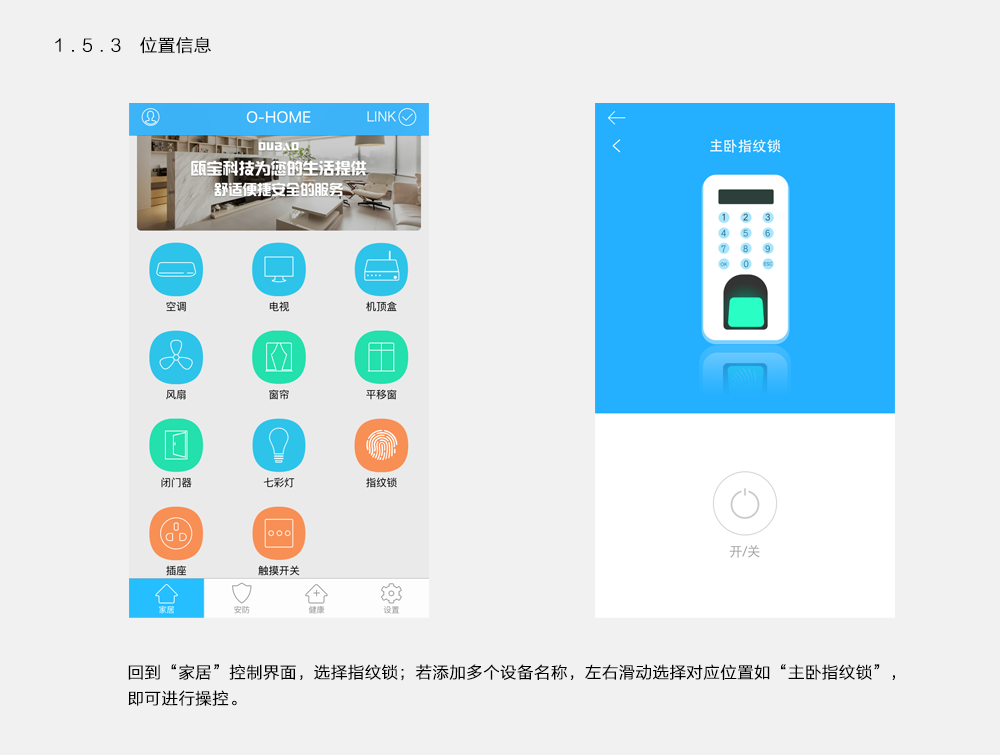 1.5.3 位置信息
O-HOME
LINK
OUBAO
瓯宝科技为您的生活提供
舒适便捷安全的服务
空调 电视 机顶盒
风扇 窗帘 平移窗
闭门器 七彩灯 指纹锁
插座 触摸开关
家居 安防 健康 设置
主卧指纹锁
1 2 3
4 5 6
7 8 9
OK 0 ESC
开/关
回到“家居”控制界面，选择指纹锁；若添加多个设备名称，左右滑动选择对应位置如“主卧指纹锁”，
即可进行操控。